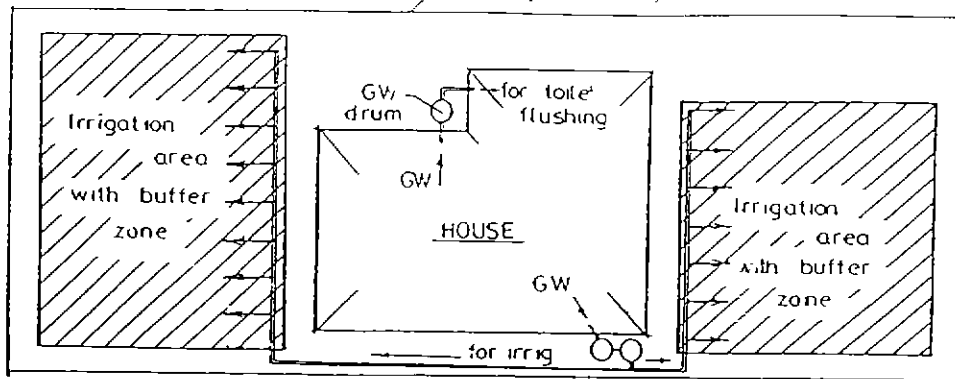 Irrigation
area
with buffer
zone
GW
drum
for toilet
flushing
GW
HOUSE
GW
for irrig
Irrigation
area
with buffer
zone